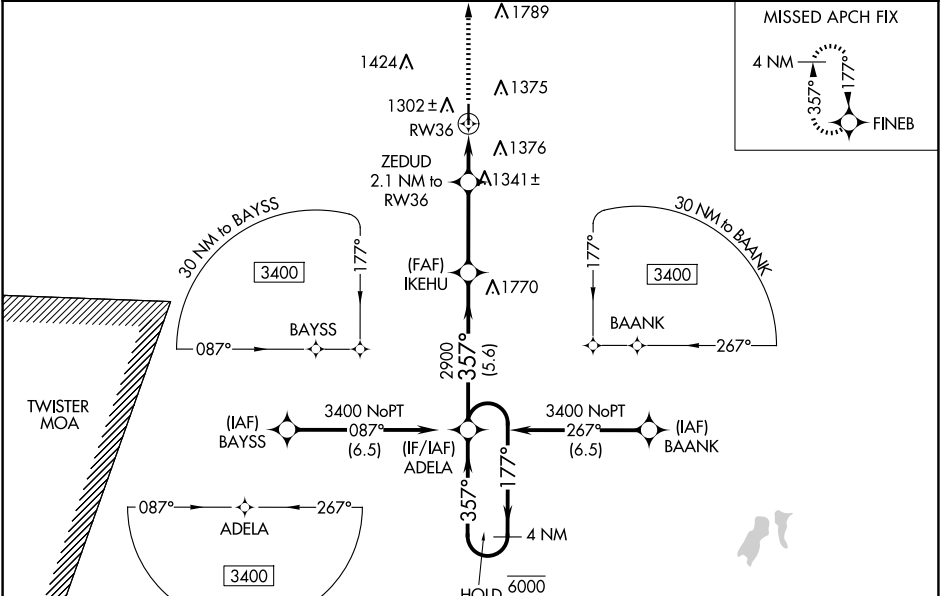 1789
MISSED APCH FIX
1424
4 NM
357°
177°
FINEB
1375
1302±
RW36
1376
ZEDUD
2.1 NM to
RW36
1341±
30 NM to BAYSS
3400
177°
30 NM to BAANK
177°
3400
(FAF)
IKEHU
1770
BAYSS
087°
BAANK
267°
2900
357°
(5.6)
TWISTER
MOA
(IAF)
BAYSS
3400 NoPT
087°
(6.5)
(IF/IAF)
ADELA
3400 NoPT
267°
(6.5)
(IAF)
BAANK
357°
177°
087°
267°
ADELA
4 NM
3400
HOLD
6000